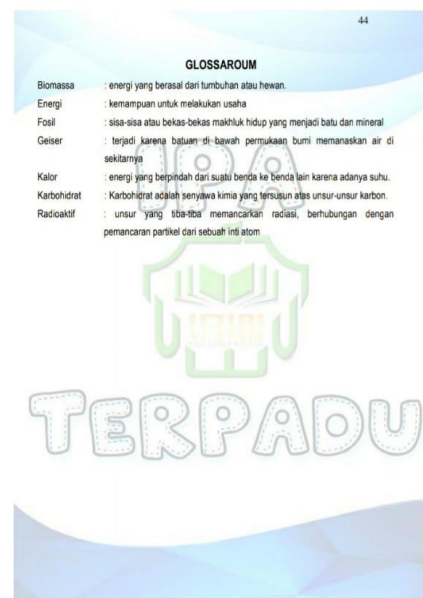 44
GLOSSAROUM
Biomassa : energi yang berasal dari tumbuhan atau hewan.
Energi : kemampuan untuk melakukan usaha
Fosil : sisa-sisa atau bekas-bekas makhluk hidup yang menjadi batu dan mineral
Geiser : terjadi karena batuan di bawah permukaan bumi memanaskan air di
sekitarnya
Kalor : energi yang berpindah dari suatu benda ke benda lain karena adanya suhu.
Karbohidrat : Karbohidrat adalah senyawa kimia yang tersusun atas unsur-unsur karbon.
Radioaktif : unsur yang tiba-tiba memancarkan radiasi, berhubungan dengan
pemancaran partikel dari sebuah inti atom
IPA
TERPADU